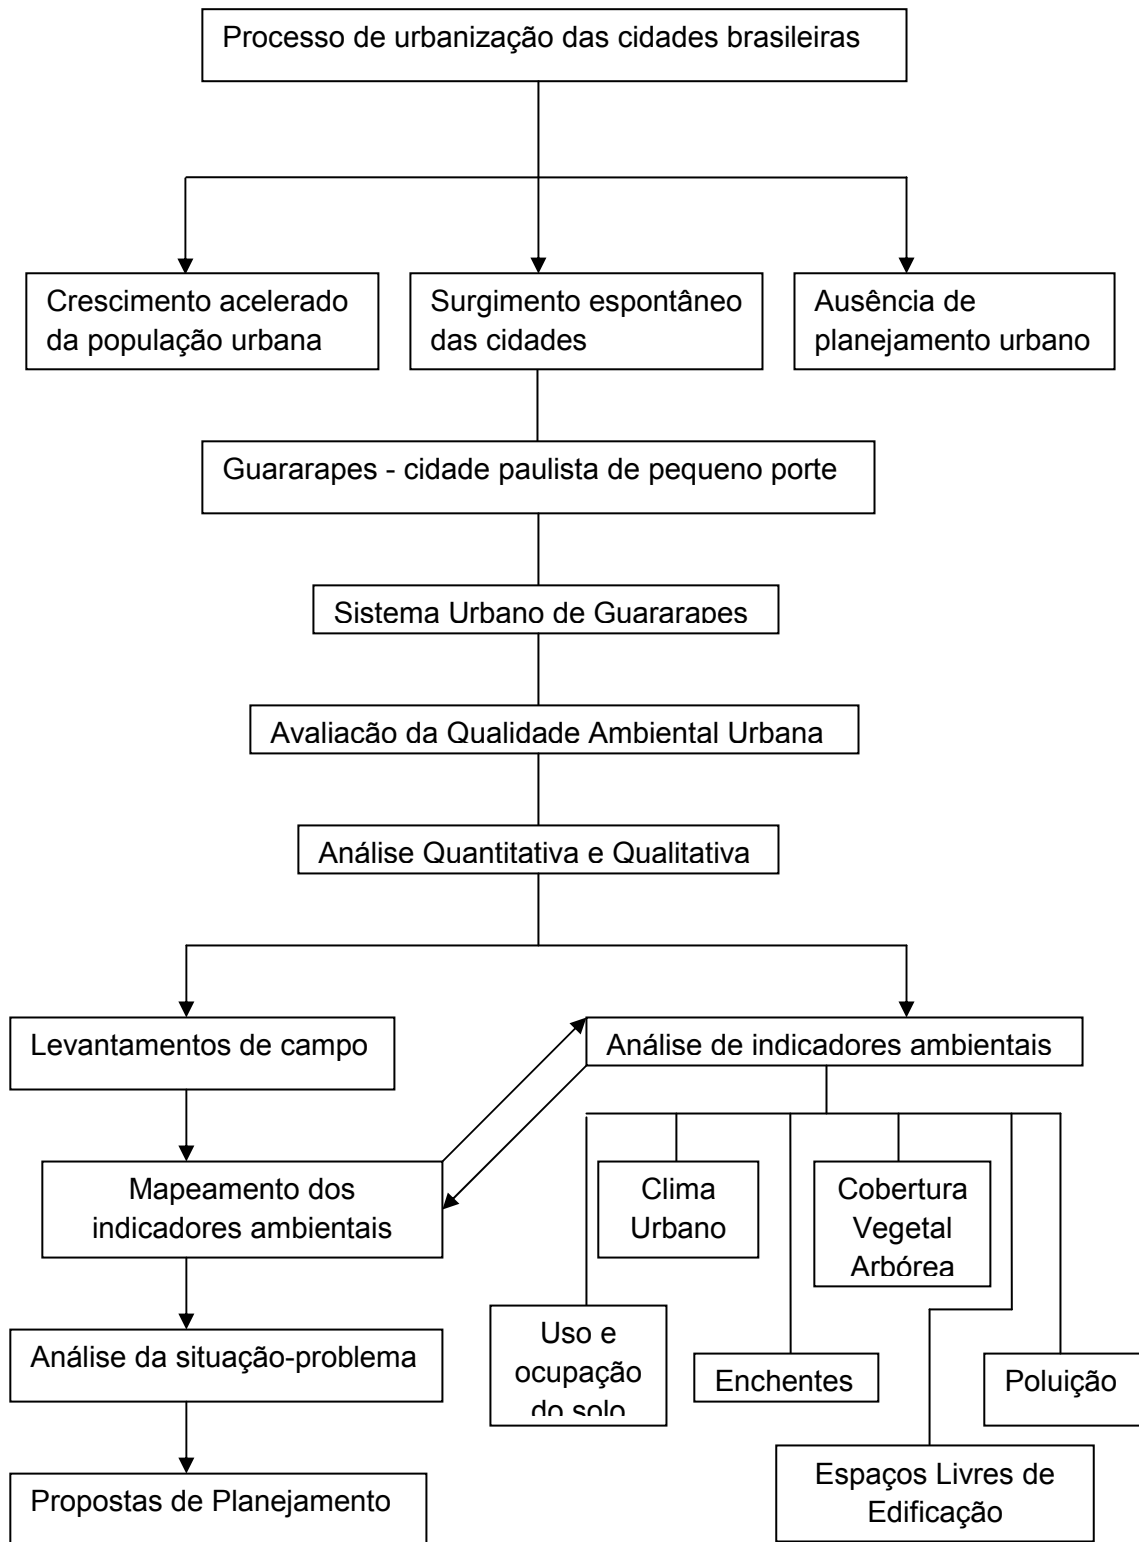 Processo de urbanização das cidades brasileiras
Crescimento acelerado
da população urbana
Surgimento espontâneo
das cidades
Ausência de
planejamento urbano
Guararapes - cidade paulista de pequeno porte
Sistema Urbano de Guararapes
Avaliacão da Qualidade Ambiental Urbana
Análise Quantitativa e Qualitativa
Levantamentos de campo
Análise de indicadores ambientais
Mapeamento dos
indicadores ambientais
Clima
Urbano
Cobertura
Vegetal
Arbórea
Análise da situação-problema
Uso e
ocupação
do solo
Enchentes
Poluição
Propostas de Planejamento
Espaços Livres de
Edificação